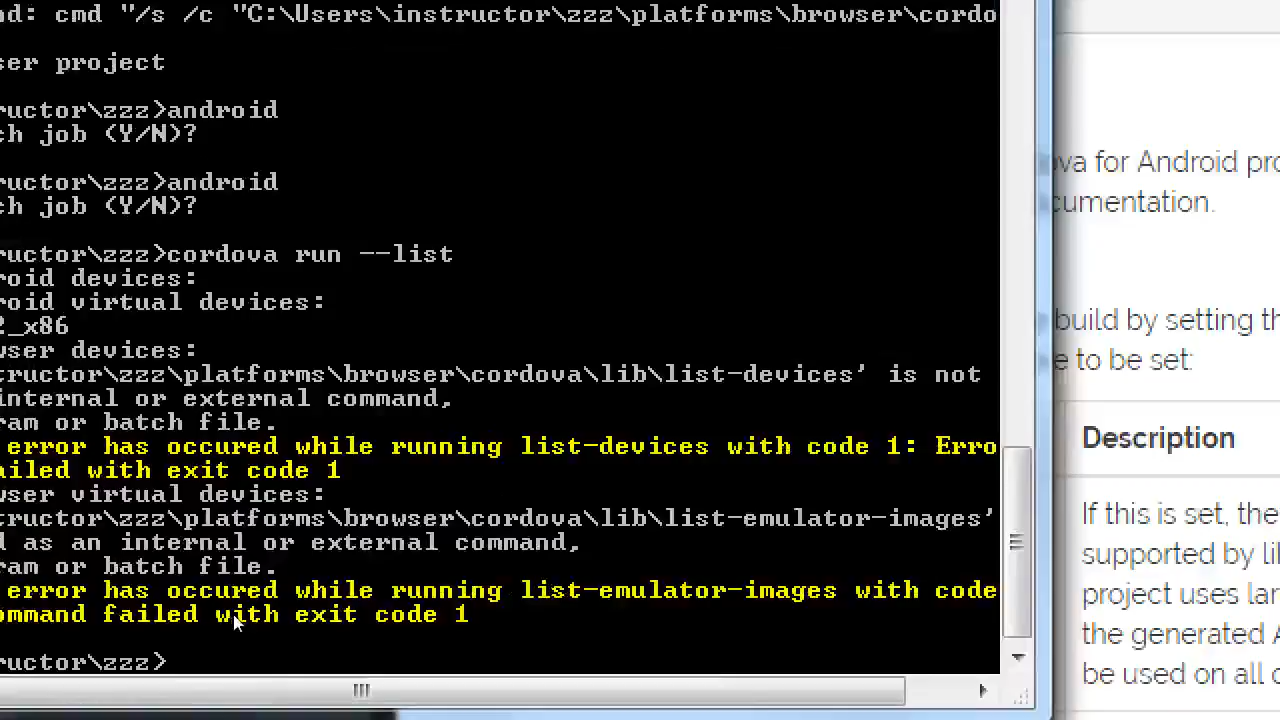 nd: cmd "/s /c "C:\Users\instructor\zzz\platforms\browser\cordo
ser project
ructor\zzz>android
ch job (Y/N)?
ructor\zzz>android
ch job (Y/N)?
ructor\zzz>cordova run --list
roid devices:
roid virtual devices:
2_x86
wser devices:
tructor\zzz\platforms\browser\cordova\lib\list-devices' is not
internal or external command,
ram or batch file.
error has occured while running list-devices with code 1: Erro
ailed with exit code 1
wser virtual devices:
tructor\zzz\platforms\browser\cordova\lib\list-emulator-images'
d as an internal or external command,
ram or batch file.
error has occured while running list-emulator-images with code
ommand failed with exit code 1
ructor\zzz>
ova for Android pro
cumentation.
build by setting th
e to be set:
Description
If this is set, the
supported by li
project uses lar
the generated A
be used on all d